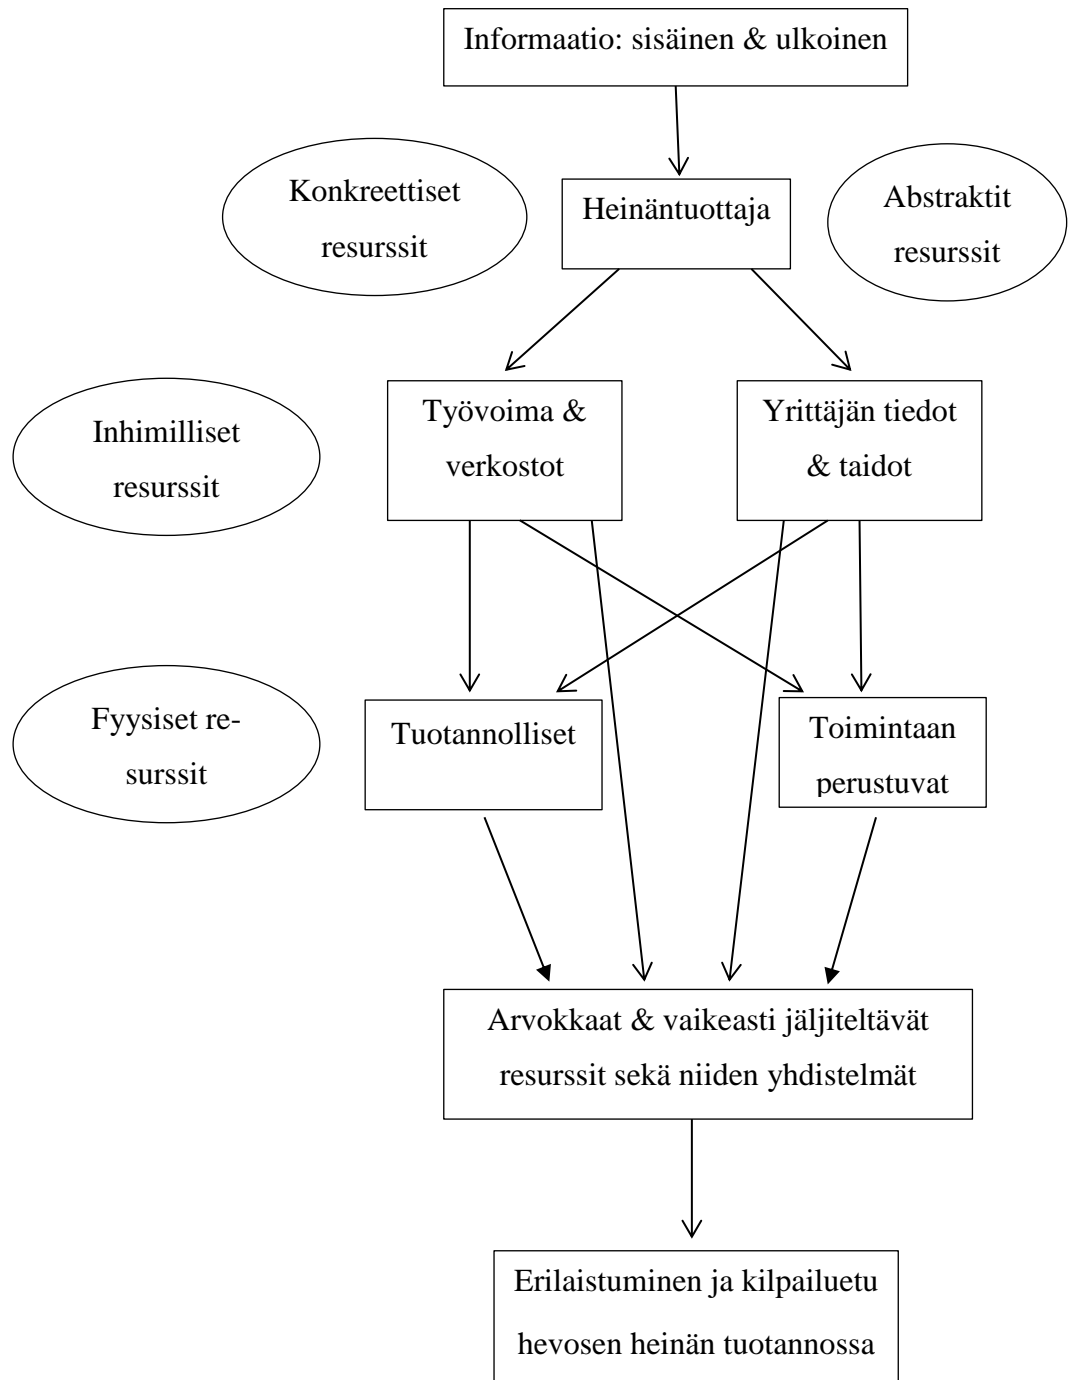 Informaatio: sisäinen & ulkoinen
Konkreettiset
resurssit
Heinäntuottaja
Abstraktit
resurssit
Inhimilliset
resurssit
Työvoima &
verkostot
Yrittäjän tiedot
& taidot
Fyysiset re-
surssit
Tuotannolliset
Toimintaan
perustuvat
Arvokkaat & vaikeasti jäljiteltävät
resurssit sekä niiden yhdistelmät
Erilaistuminen ja kilpailuetu
hevosen heinän tuotannossa